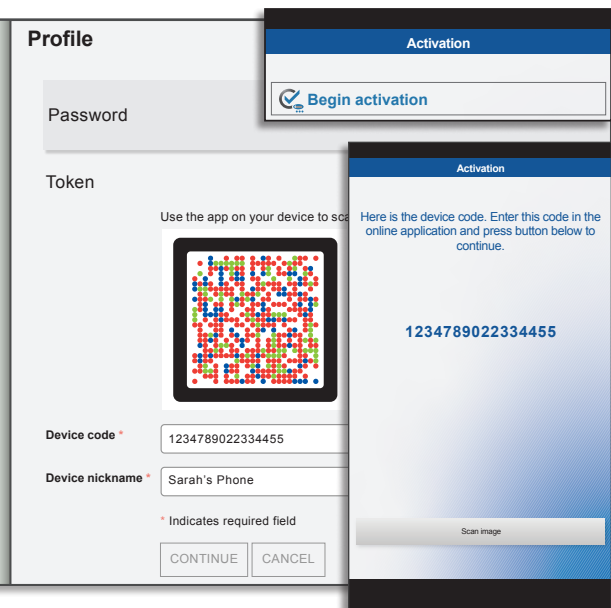 Profile
Password
Token
Use the app on your device to
Device code *
1234789022334455
Device nickname *
Sarah's Phone
* Indicates required field
CONTINUE
CANCEL
Activation
Begin activation
Activation
Here is the device code. Enter this code in the
online application and press button below to
continue.
1234789022334455
Scan image